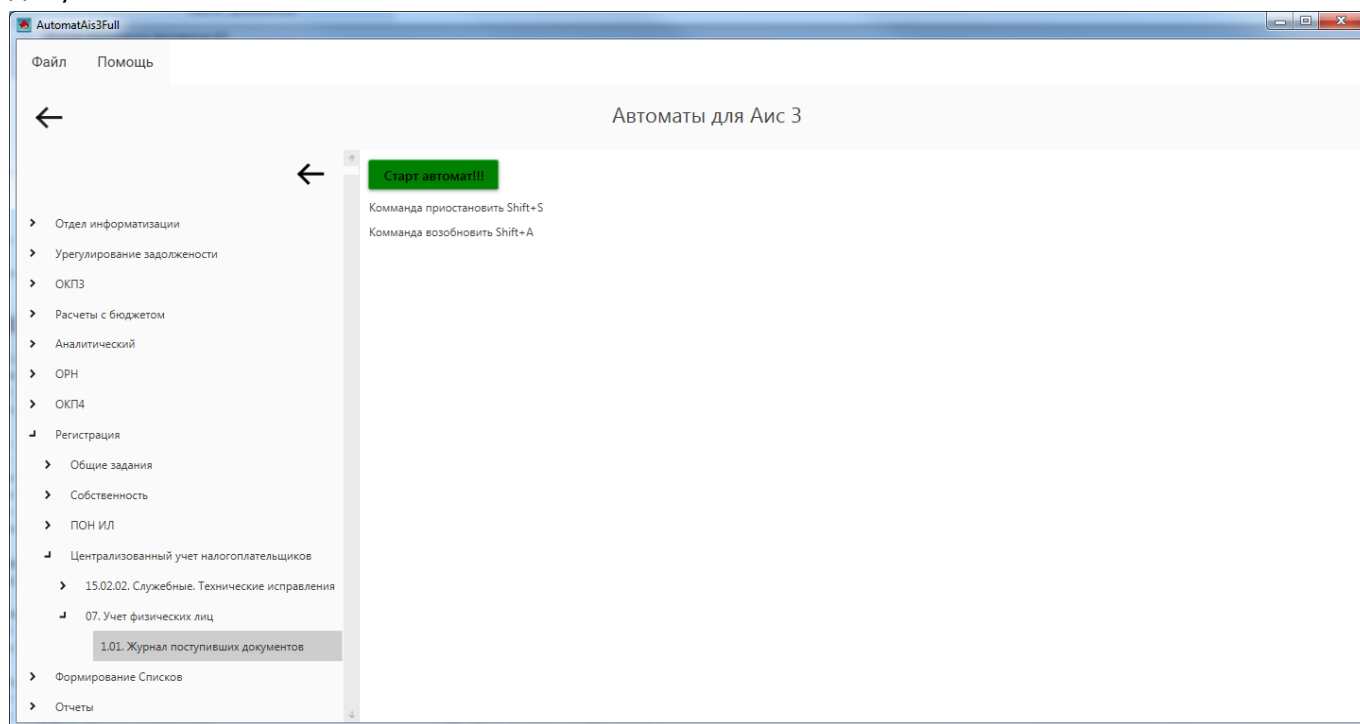 AutomatAis3Full
Файл Помощь
Автоматы для Аис 3
Старт автомат!!!
Комманда приостановить Shift+S
Комманда возобновить Shift+A
Отдел информатизации
Урегулирование задолжености
ОКП3
Расчеты с бюджетом
Аналитический
ОРН
ОКП4
Регистрация
Общие задания
Собственность
ПОН ИЛ
Централизованный учет налогоплательщиков
15.02.02. Служебные. Технические исправления
07. Учет физических лиц
1.01. Журнал поступивших документов
Формирование Списков
Отчеты